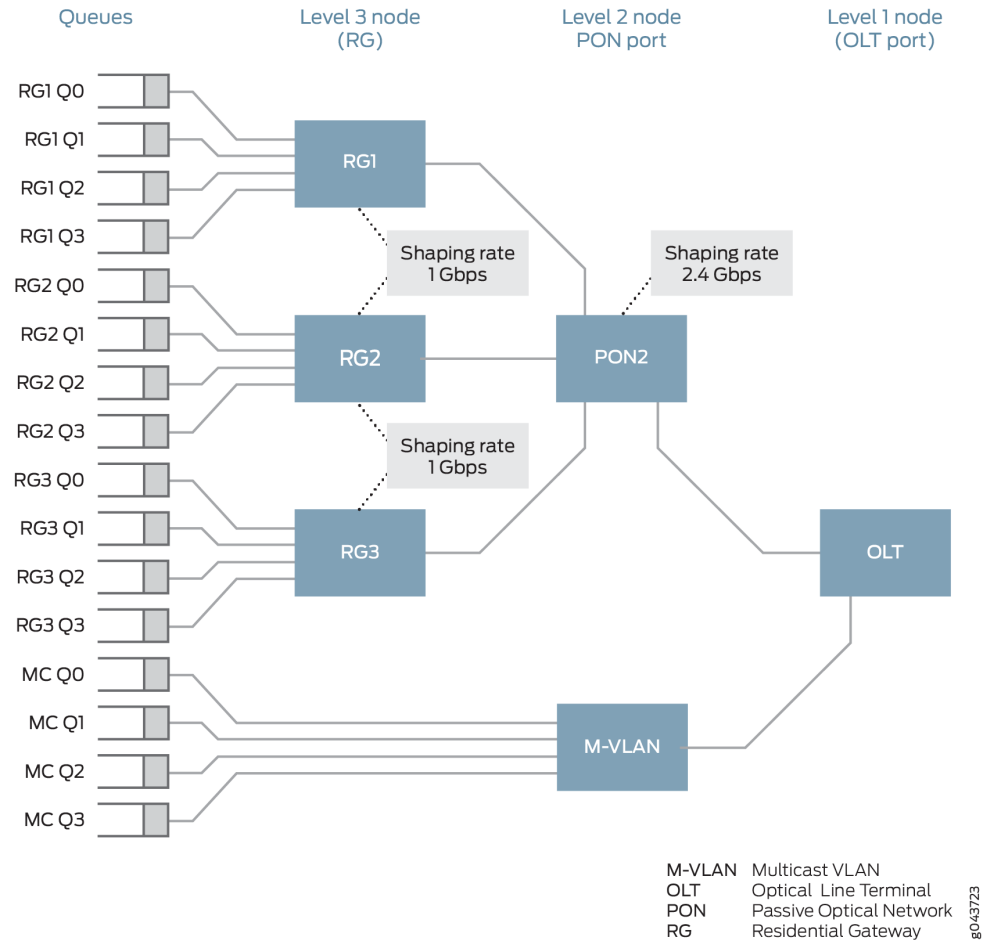 Queues
Level 3 node
(RG)
Level 2 node
PON port
Level 1 node
(OLT port)
RG1 Q0
RG1 Q1
RG1 Q2
RG1 Q3
RG2 Q0
RG2 Q1
RG2 Q2
RG2 Q3
RG3 Q0
RG3 Q1
RG3 Q2
RG3 Q3
MC Q0
MC Q1
MC Q2
MC Q3
RG1
Shaping rate
1 Gbps
RG2
Shaping rate
1 Gbps
RG3
Shaping rate
2.4 Gbps
PON2
OLT
M-VLAN
M-VLAN Multicast VLAN
OLT Optical Line Terminal
PON Passive Optical Network
RG Residential Gateway
g043723